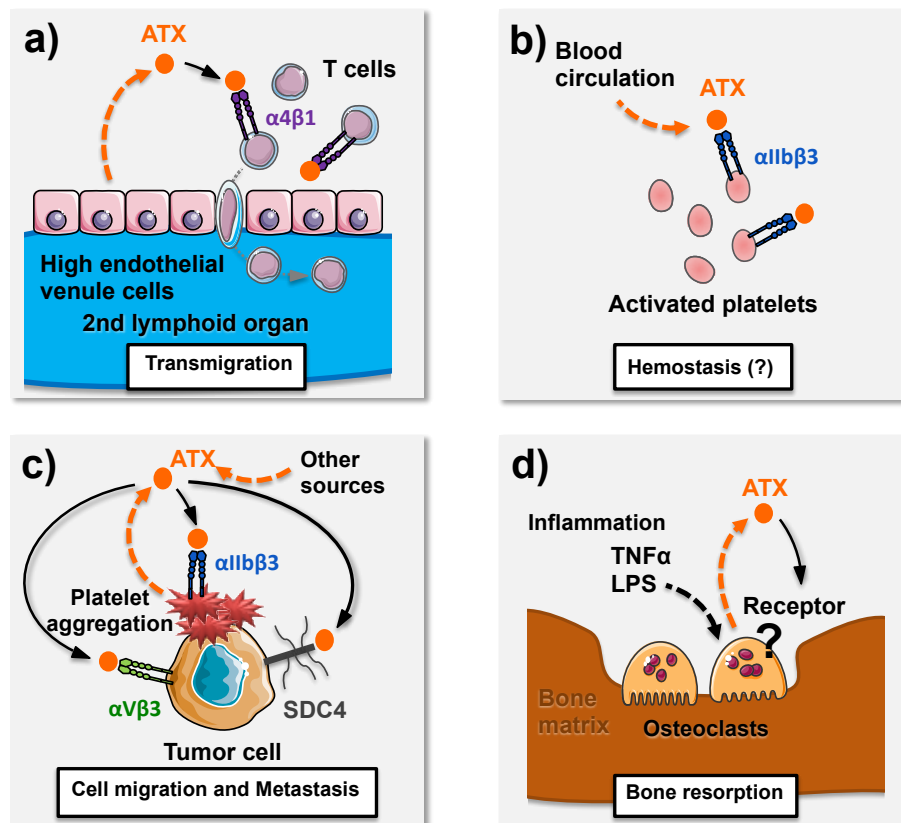 a)
ATX
T cells
α4β1
High endothelial
venule cells
2nd lymphoid organ
Transmigration
b)
Blood
circulation
ATX
αIIbβ3
Activated platelets
Hemostasis (?)
c)
ATX
Other
sources
αIIbβ3
Platelet
aggregation
αVβ3
SDC4
Tumor cell
Cell migration and Metastasis
d)
ATX
Inflammation
TNFα
LPS
Receptor
?
Bone
matrix
Osteoclasts
Bone resorption